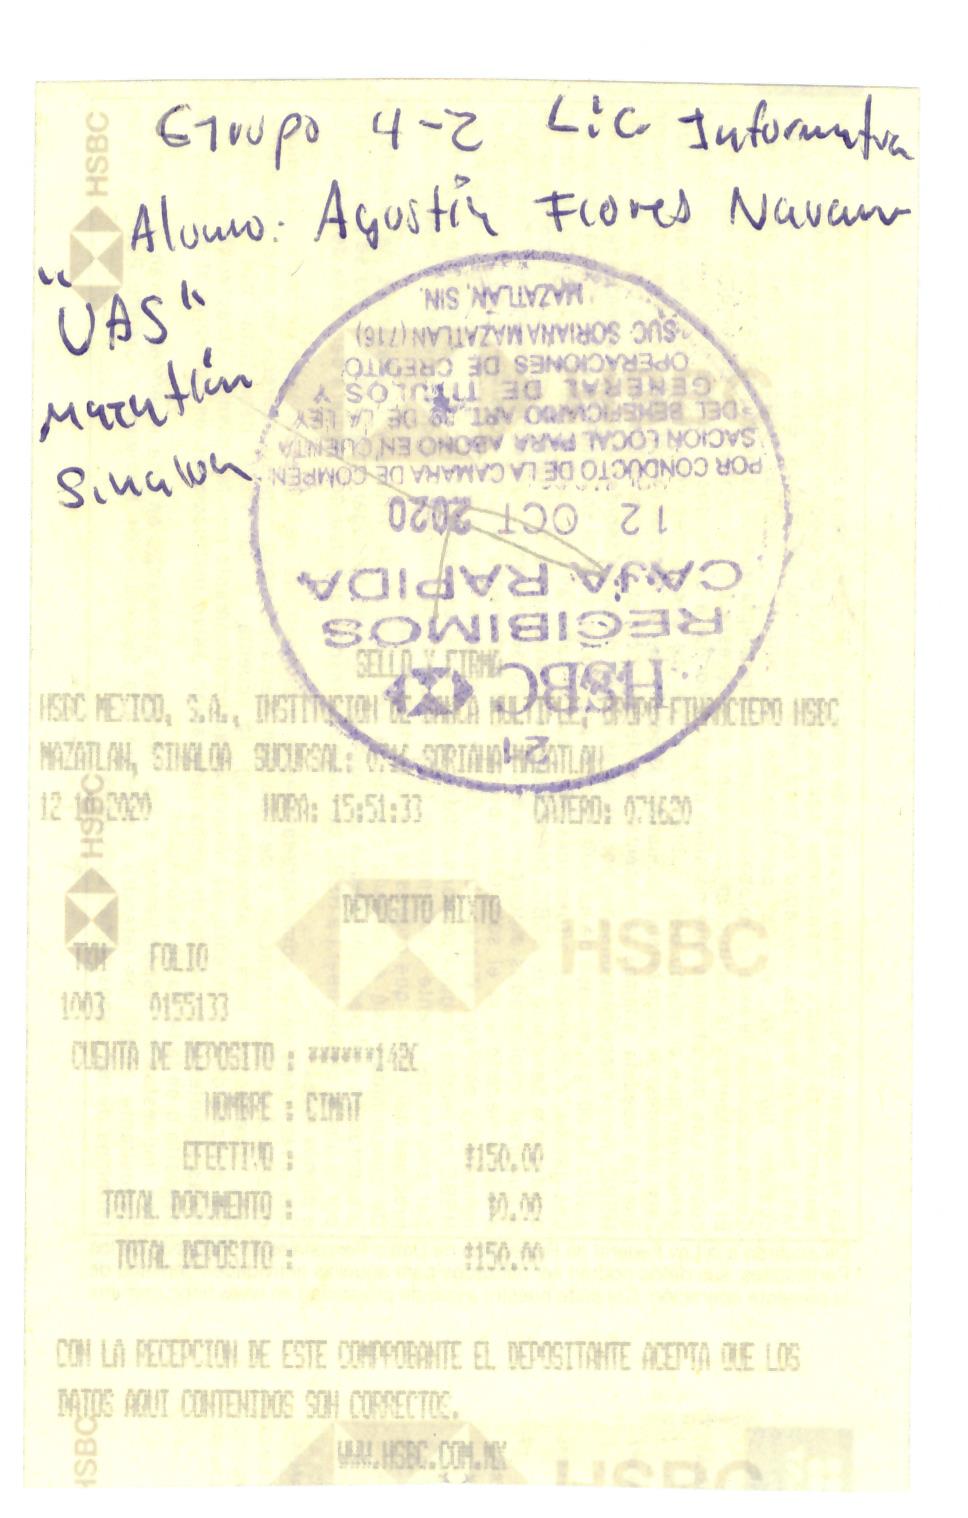 HSBC
Grupo 4-2 Lic Informatica
Alumno: Agustín Flores Navarro
"UAS"
Mazatlán
Sinaloa
MAZATLAN, SIN.
SUC. SORIANA MAZATLAN (716)
OPERACIONES DE CREDITO
GENERAL DE TITULOS Y
DEL BENEFICIARIO ART. 39 DE LA LEY
SACION LOCAL PARA ABONO EN CUENTA
POR CONDUCTO DE LA CAMARA DE COMPEN
12 OCT 2020
CAJA RAPIDA
RECIBIMOS
HSBC
21
SELLO Y FIRMA
HSBC MEXICO, S.A., INSTITUCION DE BANCA MULTIPLE, GRUPO FINANCIERO HSBC
MAZATLAN, SINALOA SUCURSAL: 0716 SORIANA MAZATLAN
12 10 2020 HORA: 15:51:33 CAJERO: 071620
HSBC
DEPOSITO MIXTO
HSBC
TXN FOLIO
1003 0155133
CUENTA DE DEPOSITO : ******1426
NOMBRE : CIMAT
EFECTIVO : $150.00
TOTAL DOCUMENTO : $0.00
TOTAL DEPOSITO : $150.00
CON LA RECEPCION DE ESTE COMPROBANTE EL DEPOSITANTE ACEPTA QUE LOS
DATOS AQUI CONTENIDOS SON CORRECTOS.
WWW.HSBC.COM.MX
HSBC
HSBC